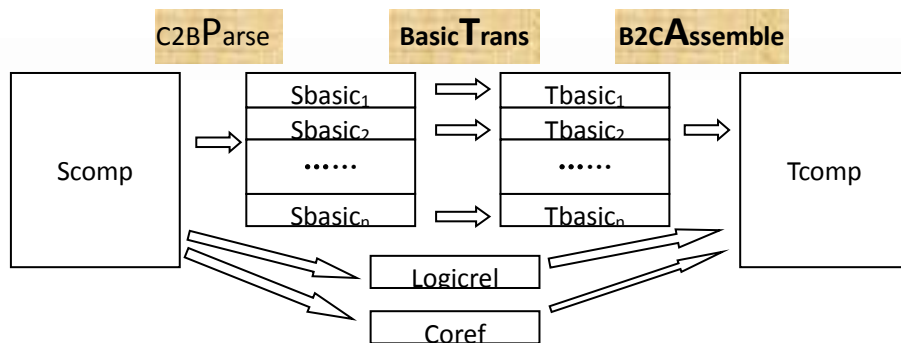 C2BParse BasicTrans B2CAssemble
Sbasic₁ Tbasic₁
Sbasic₂ Tbasic₂
Scomp …… …… Tcomp
Sbasicₙ Tbasicₙ
Logicrel
Coref